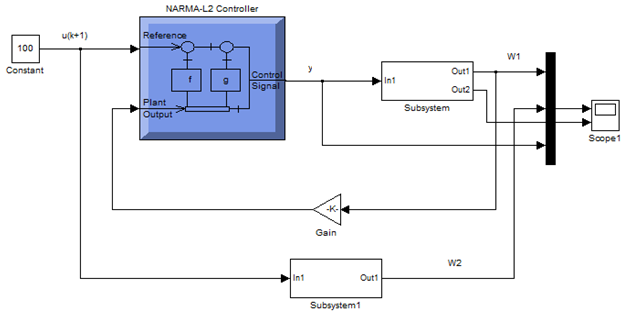 NARMA-L2 Controller
u(k+1)
100
Constant
Reference
f
g
Control
Signal
Plant
Output
y
In1
Out1
Out2
Subsystem
W1
Scope1
-K-
Gain
In1
Out1
Subsystem1
W2